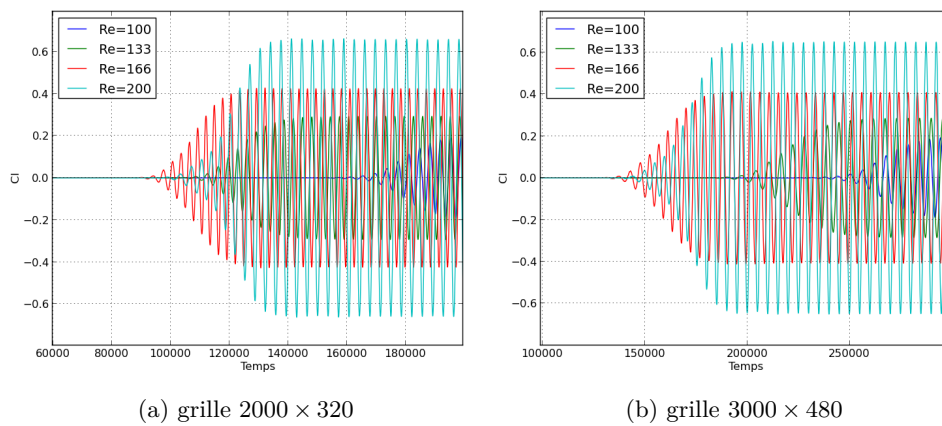 Re=100
Re=133
Re=166
Re=200
Cl
0.6
0.4
0.2
0.0
−0.2
−0.4
−0.6
60000 80000 100000 120000 140000 160000 180000
Temps
(a) grille 2000 × 320
Re=100
Re=133
Re=166
Re=200
Cl
0.6
0.4
0.2
0.0
−0.2
−0.4
−0.6
100000 150000 200000 250000
Temps
(b) grille 3000 × 480